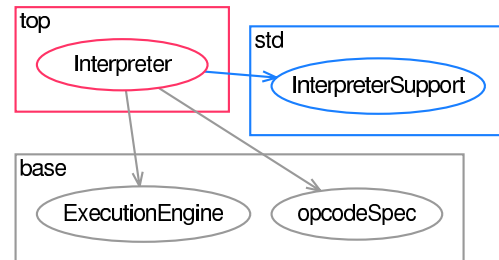 top
Interpreter
std
InterpreterSupport
base
ExecutionEngine
opcodeSpec